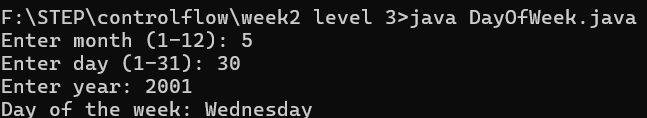 F:\STEP\controlflow\week2 level 3>java DayOfWeek.java
Enter month (1-12): 5
Enter day (1-31): 30
Enter year: 2001
Day of the week: Wednesday